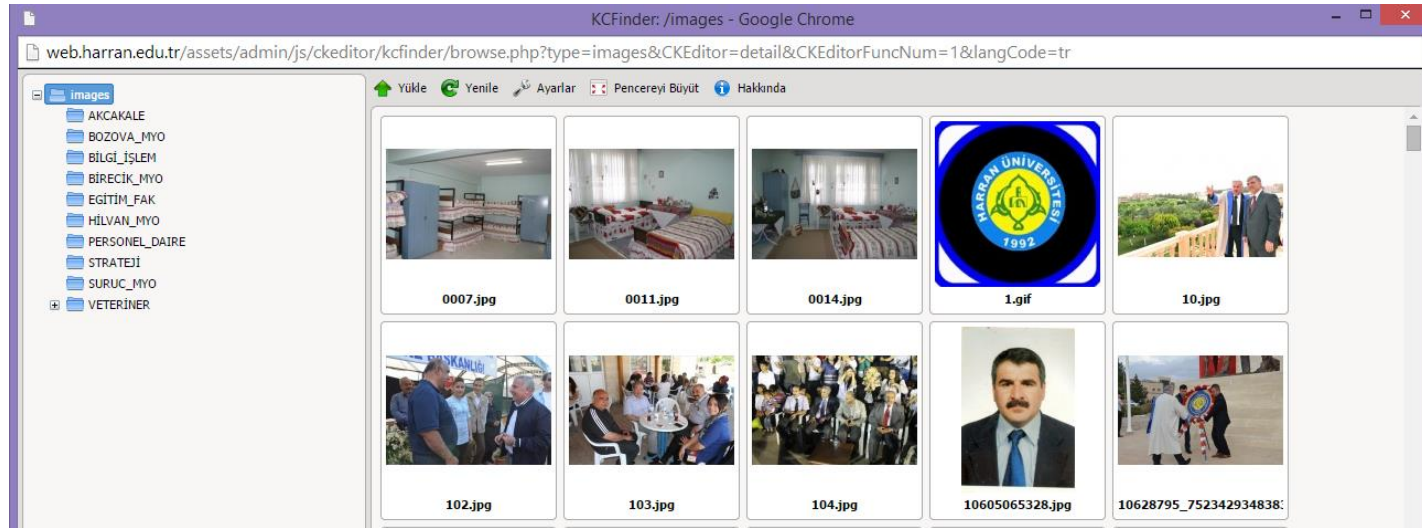 KCFinder: /images - Google Chrome
web.harran.edu.tr/assets/admin/js/ckeditor/kcfinder/browse.php?type=images&CKEditor=detail&CKEditorFuncNum=1&langCode=tr
Yükle Yenile Ayarlar Pencereyi Büyüt Hakkında
images
AKCAKALE
BOZOVA_MYO
BİLGİ_İŞLEM
BİRECİK_MYO
EGİTİM_FAK
HİLVAN_MYO
PERSONEL_DAIRE
STRATEJİ
SURUC_MYO
VETERİNER
HARRAN ÜNİVERSİTESİ
1992
0007.jpg 0011.jpg 0014.jpg 1.gif 10.jpg
BAŞKANLIĞI
102.jpg 103.jpg 104.jpg 10605065328.jpg 10628795_752342934838